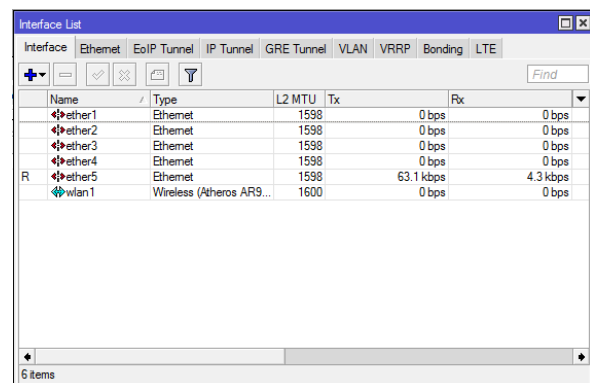 Interface List
Interface Ethernet EoIP Tunnel IP Tunnel GRE Tunnel VLAN VRRP Bonding LTE
Find
Name / Type L2 MTU Tx Rx
ether1 Ethernet 1598 0 bps 0 bps
ether2 Ethernet 1598 0 bps 0 bps
ether3 Ethernet 1598 0 bps 0 bps
ether4 Ethernet 1598 0 bps 0 bps
R ether5 Ethernet 1598 63.1 kbps 4.3 kbps
wlan1 Wireless (Atheros AR9... 1600 0 bps 0 bps
6 items